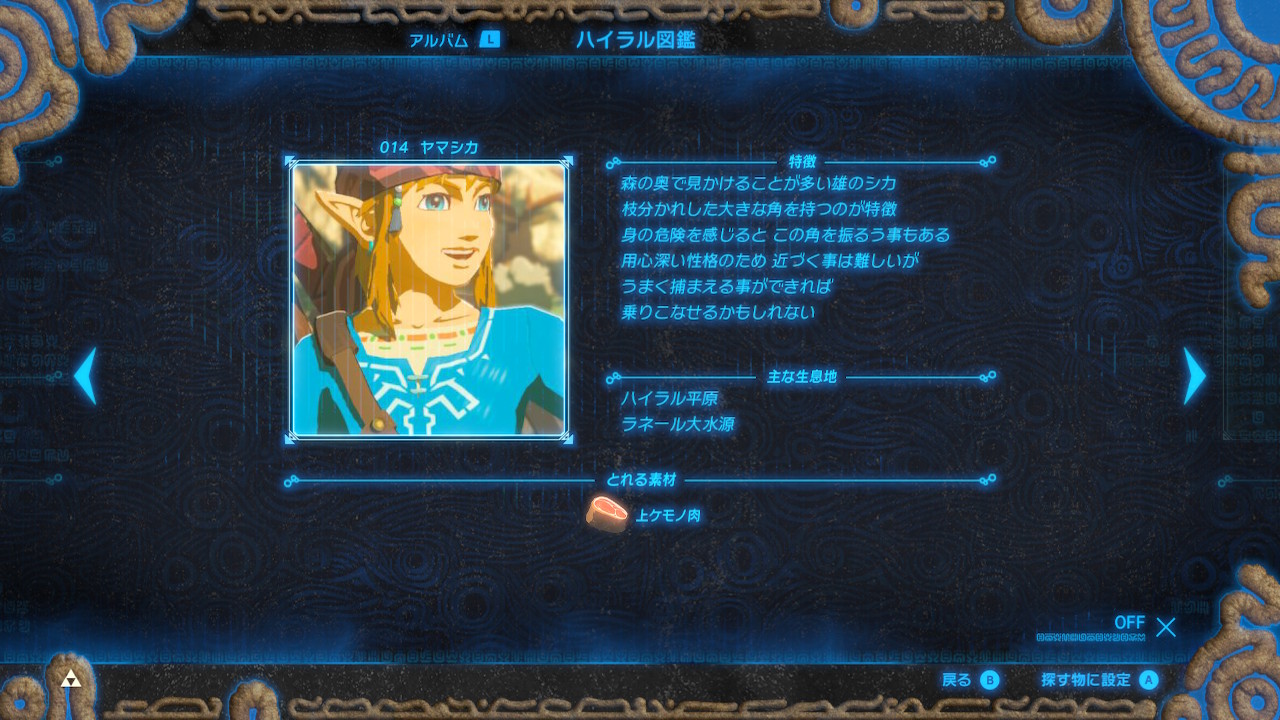 アルバム L
ハイラル図鑑
014 ヤマシカ
特徴
森の奥で見かけることが多い雄のシカ
枝分かれした大きな角を持つのが特徴
身の危険を感じると この角を振るう事もある
用心深い性格のため 近づく事は難しいが
うまく捕まえる事ができれば
乗りこなせるかもしれない
主な生息地
ハイラル平原
ラネール大水源
とれる素材
上ケモノ肉
OFF
戻る B
探す物に設定 A